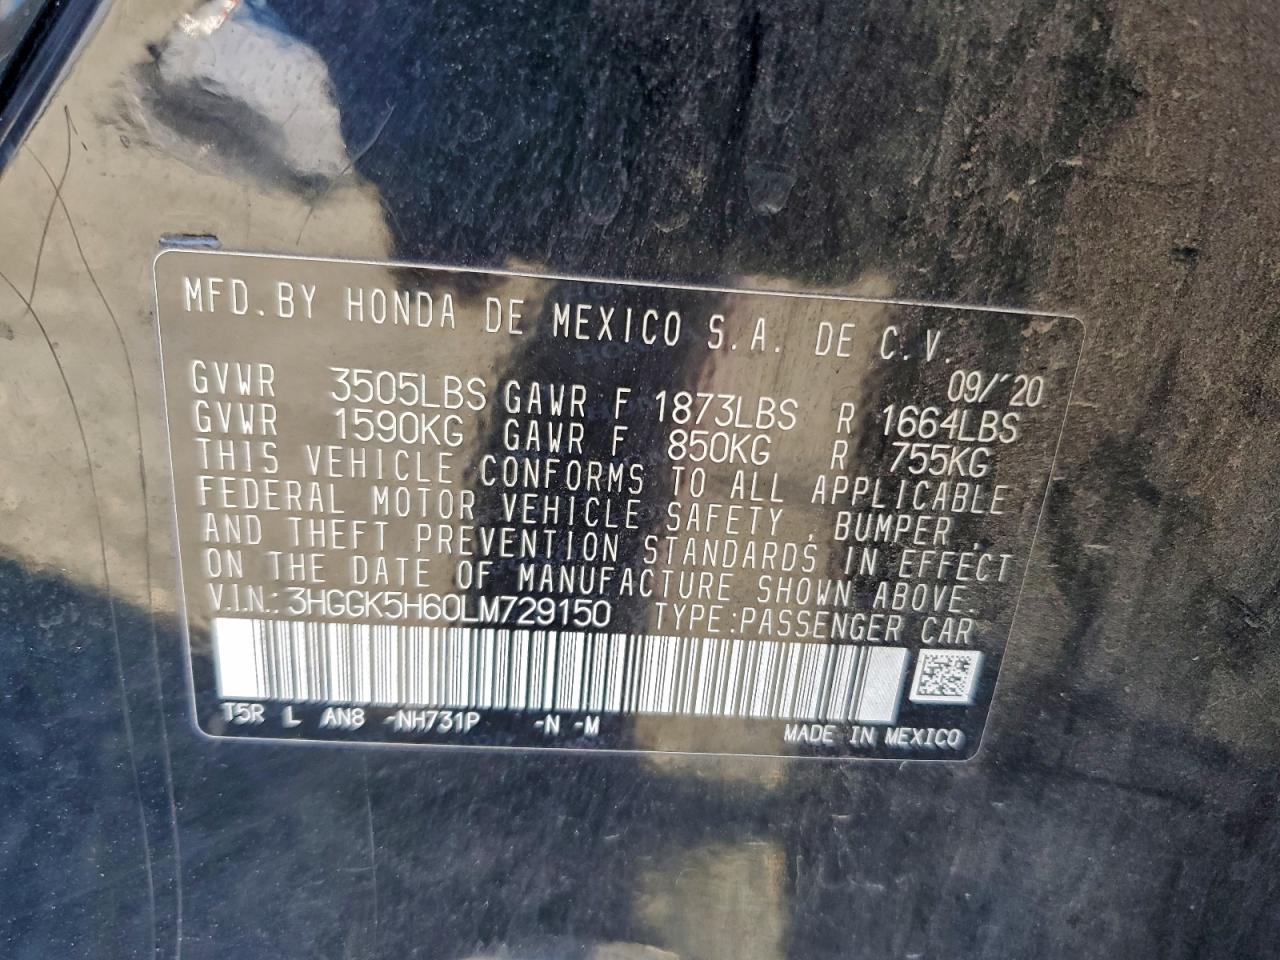 MFD. BY HONDA DE MEXICO S.A. DE C.V.
09/'20
GVWR 3505LBS GAWR F 1873LBS R 1664LBS
GVWR 1590KG GAWR F 850KG R 755KG
THIS VEHICLE CONFORMS TO ALL APPLICABLE
FEDERAL MOTOR VEHICLE SAFETY, BUMPER,
AND THEFT PREVENTION STANDARDS IN EFFECT
ON THE DATE OF MANUFACTURE SHOWN ABOVE.
V.I.N.: 3HGGK5H60LM729150 TYPE:PASSENGER CAR
T5R L AN8 -NH731P -N -M MADE IN MEXICO